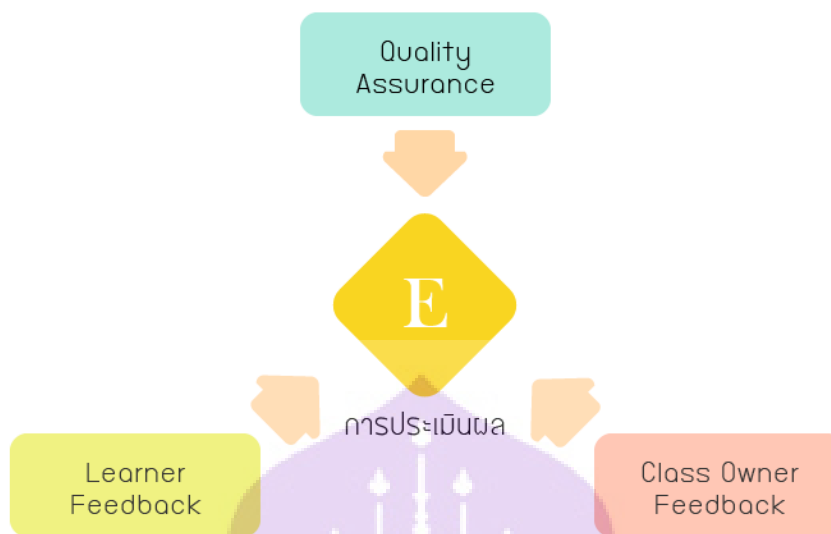 Quality
Assurance
E
การประเมินผล
Learner
Feedback
Class Owner
Feedback